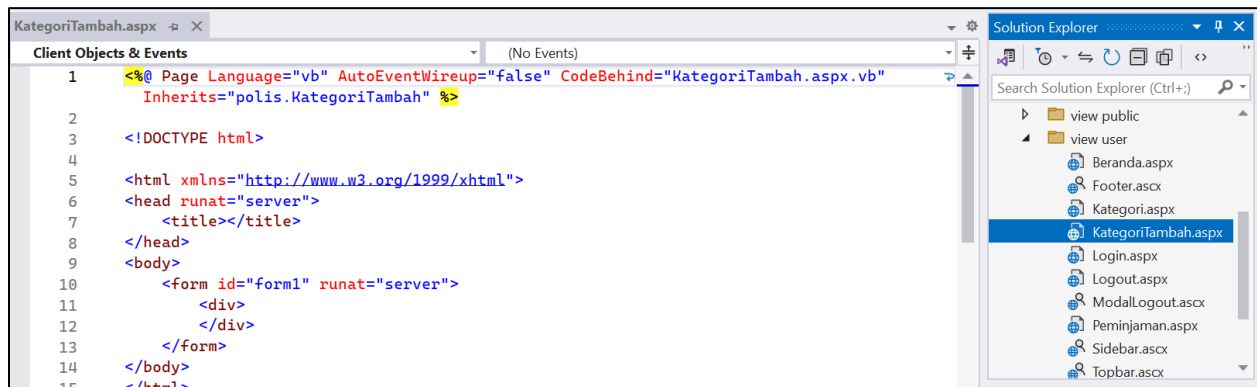 KategoriTambah.aspx
Client Objects & Events
(No Events)
1 <%@ Page Language="vb" AutoEventWireup="false" CodeBehind="KategoriTambah.aspx.vb"
Inherits="polis.KategoriTambah" %>
2
3 <!DOCTYPE html>
4
5 <html xmlns="http://www.w3.org/1999/xhtml">
6 <head runat="server">
7 <title></title>
8 </head>
9 <body>
10 <form id="form1" runat="server">
11 <div>
12 </div>
13 </form>
14 </body>
15 </html>
Solution Explorer
Search Solution Explorer (Ctrl+;)
view public
view user
Beranda.aspx
Footer.ascx
Kategori.aspx
KategoriTambah.aspx
Login.aspx
Logout.aspx
ModalLogout.ascx
Peminjaman.aspx
Sidebar.ascx
Topbar.ascx